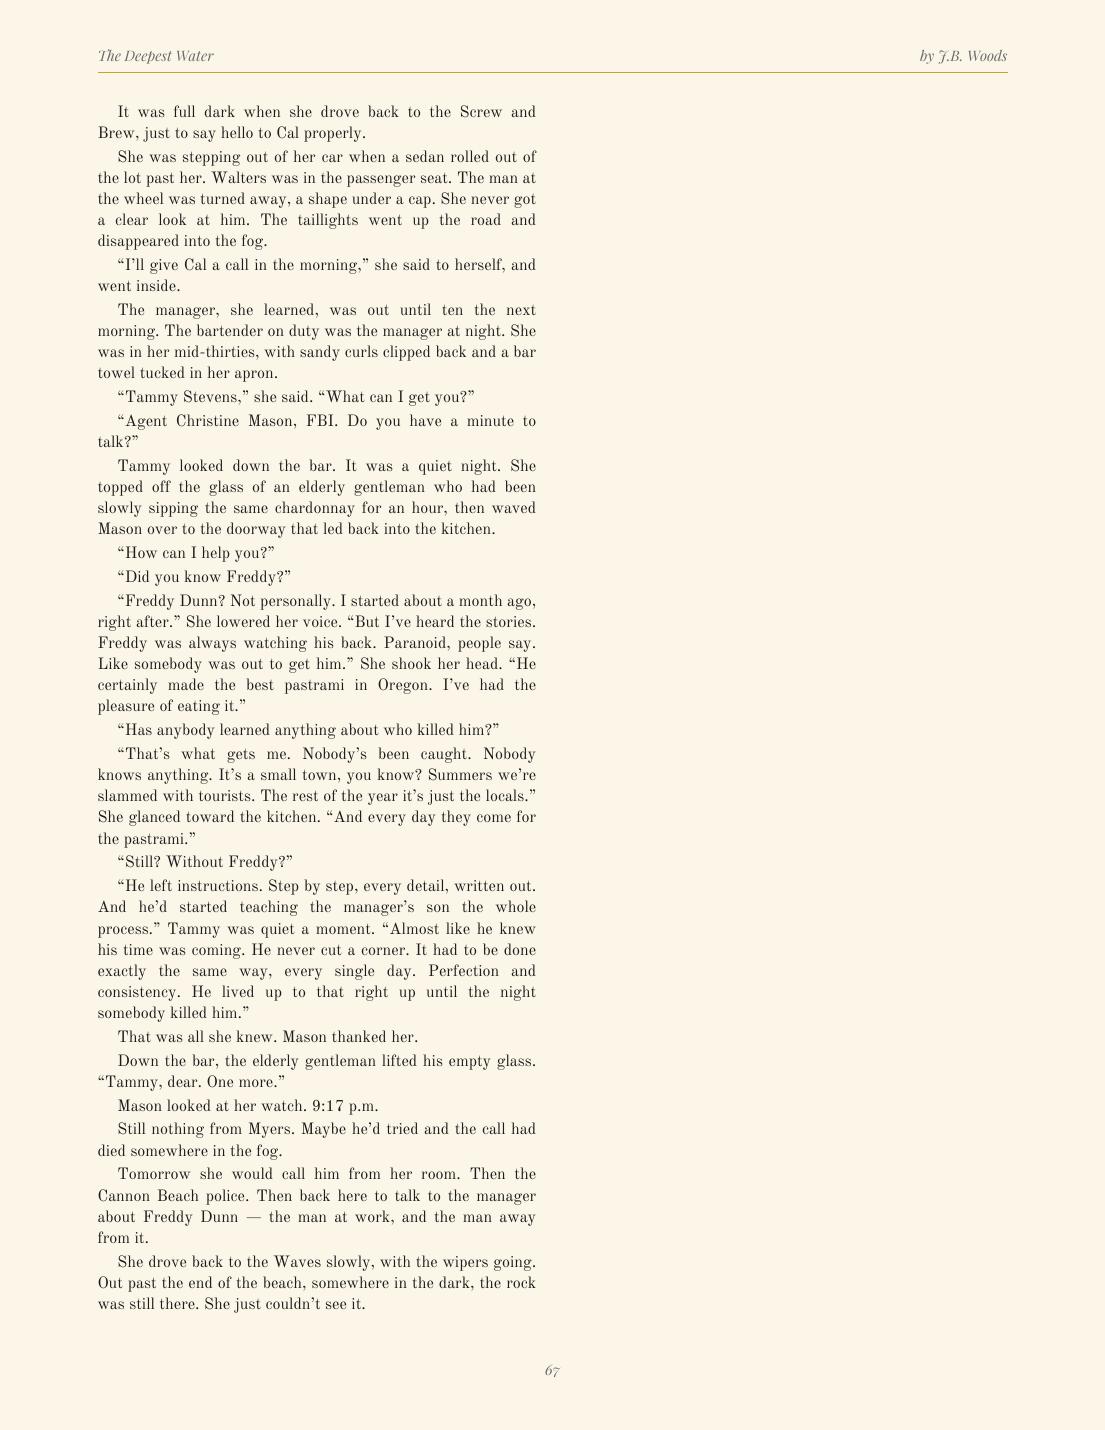 The Deepest Water
by J.B. Woods
It was full dark when she drove back to the Screw and
Brew, just to say hello to Cal properly.
She was stepping out of her car when a sedan rolled out of
the lot past her. Walters was in the passenger seat. The man at
the wheel was turned away, a shape under a cap. She never got
a clear look at him. The taillights went up the road and
disappeared into the fog.
“I’ll give Cal a call in the morning,” she said to herself, and
went inside.
The manager, she learned, was out until ten the next
morning. The bartender on duty was the manager at night. She
was in her mid-thirties, with sandy curls clipped back and a bar
towel tucked in her apron.
“Tammy Stevens,” she said. “What can I get you?”
“Agent Christine Mason, FBI. Do you have a minute to
talk?”
Tammy looked down the bar. It was a quiet night. She
topped off the glass of an elderly gentleman who had been
slowly sipping the same chardonnay for an hour, then waved
Mason over to the doorway that led back into the kitchen.
“How can I help you?”
“Did you know Freddy?”
“Freddy Dunn? Not personally. I started about a month ago,
right after.” She lowered her voice. “But I’ve heard the stories.
Freddy was always watching his back. Paranoid, people say.
Like somebody was out to get him.” She shook her head. “He
certainly made the best pastrami in Oregon. I’ve had the
pleasure of eating it.”
“Has anybody learned anything about who killed him?”
“That’s what gets me. Nobody’s been caught. Nobody
knows anything. It’s a small town, you know? Summers we’re
slammed with tourists. The rest of the year it’s just the locals.”
She glanced toward the kitchen. “And every day they come for
the pastrami.”
“Still? Without Freddy?”
“He left instructions. Step by step, every detail, written out.
And he’d started teaching the manager’s son the whole
process.” Tammy was quiet a moment. “Almost like he knew
his time was coming. He never cut a corner. It had to be done
exactly the same way, every single day. Perfection and
consistency. He lived up to that right up until the night
somebody killed him.”
That was all she knew. Mason thanked her.
Down the bar, the elderly gentleman lifted his empty glass.
“Tammy, dear. One more.”
Mason looked at her watch. 9:17 p.m.
Still nothing from Myers. Maybe he’d tried and the call had
died somewhere in the fog.
Tomorrow she would call him from her room. Then the
Cannon Beach police. Then back here to talk to the manager
about Freddy Dunn — the man at work, and the man away
from it.
She drove back to the Waves slowly, with the wipers going.
Out past the end of the beach, somewhere in the dark, the rock
was still there. She just couldn’t see it.
67